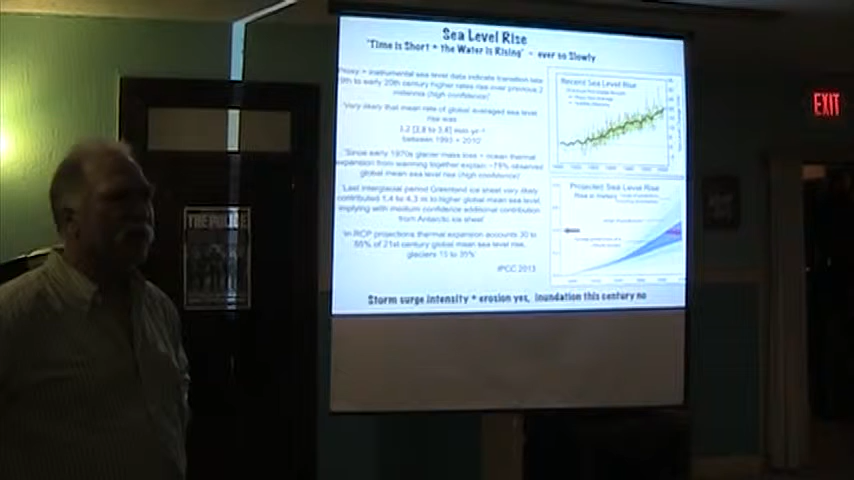 Sea Level Rise
'Time is Short + the Water is Rising' - ever so Slowly
Proxy + instrumental sea level data indicate transition late
19th to early 20th century higher rates rise over previous 2
millennia (high confidence)'
'Very likely that mean rate of global averaged sea level
rise was
3.2 [2.8 to 3.6] mm yr-1
between 1993 + 2010'
'Since early 1970s glacier mass loss + ocean thermal
expansion from warming together explain ~75% observed
global mean sea level rise (high confidence)'
'Last interglacial period Greenland ice sheet very likely
contributed 1.4 to 4.3 m to higher global mean sea level,
implying with medium confidence additional contribution
from Antarctic ice sheet'
'In RCP projections thermal expansion accounts 30 to
55% of 21st century global mean sea level rise,
glaciers 15 to 35%'
IPCC 2013
Recent Sea Level Rise
Projected Sea Level Rise
Rise in meters
Storm surge intensity + erosion yes, inundation this century no
THE POLICE
EXIT